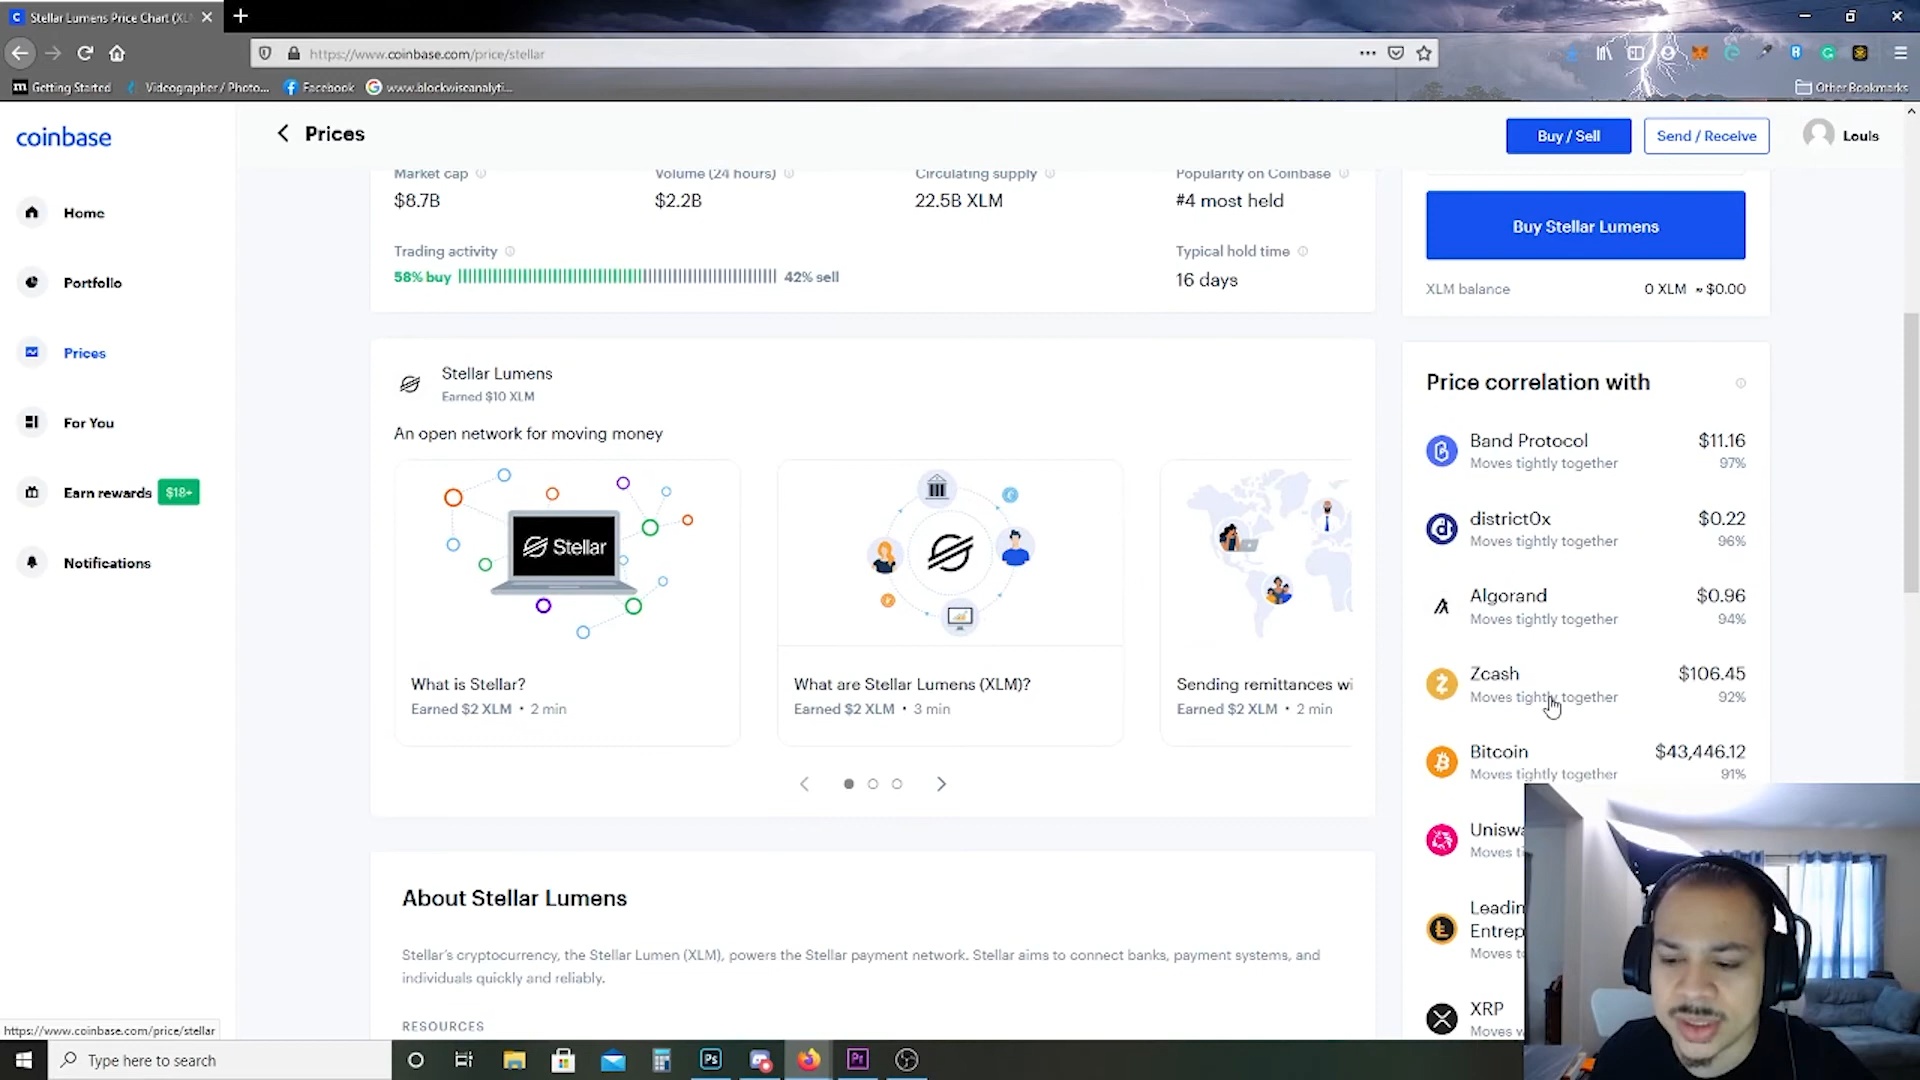 Stellar Lumens Price Chart (XL
https://www.coinbase.com/price/stellar
Getting Started
Videographer / Photo...
Facebook
www.blockwiseanalyti...
Other Bookmarks
coinbase
Prices
Buy / Sell
Send / Receive
Louis
Home
Portfolio
Prices
For You
Earn rewards $18+
Notifications
Market cap
$8.7B
Volume (24 hours)
$2.2B
Circulating supply
22.5B XLM
Popularity on Coinbase
#4 most held
Trading activity
58% buy
42% sell
Typical hold time
16 days
Buy Stellar Lumens
XLM balance
0 XLM ≈ $0.00
Stellar Lumens
Earned $10 XLM
An open network for moving money
Stellar
What is Stellar?
Earned $2 XLM • 2 min
What are Stellar Lumens (XLM)?
Earned $2 XLM • 3 min
Sending remittances wi
Earned $2 XLM • 2 min
Price correlation with
Band Protocol $11.16
Moves tightly together 97%
district0x $0.22
Moves tightly together 96%
Algorand $0.96
Moves tightly together 94%
Zcash $106.45
Moves tightly together 92%
Bitcoin $43,446.12
Moves tightly together 91%
Uniswa
Moves ti
Leadin
Entrep
Moves t
XRP
Moves
About Stellar Lumens
Stellar's cryptocurrency, the Stellar Lumen (XLM), powers the Stellar payment network. Stellar aims to connect banks, payment systems, and
individuals quickly and reliably.
RESOURCES
https://www.coinbase.com/price/stellar
Type here to search
Ps
Pr